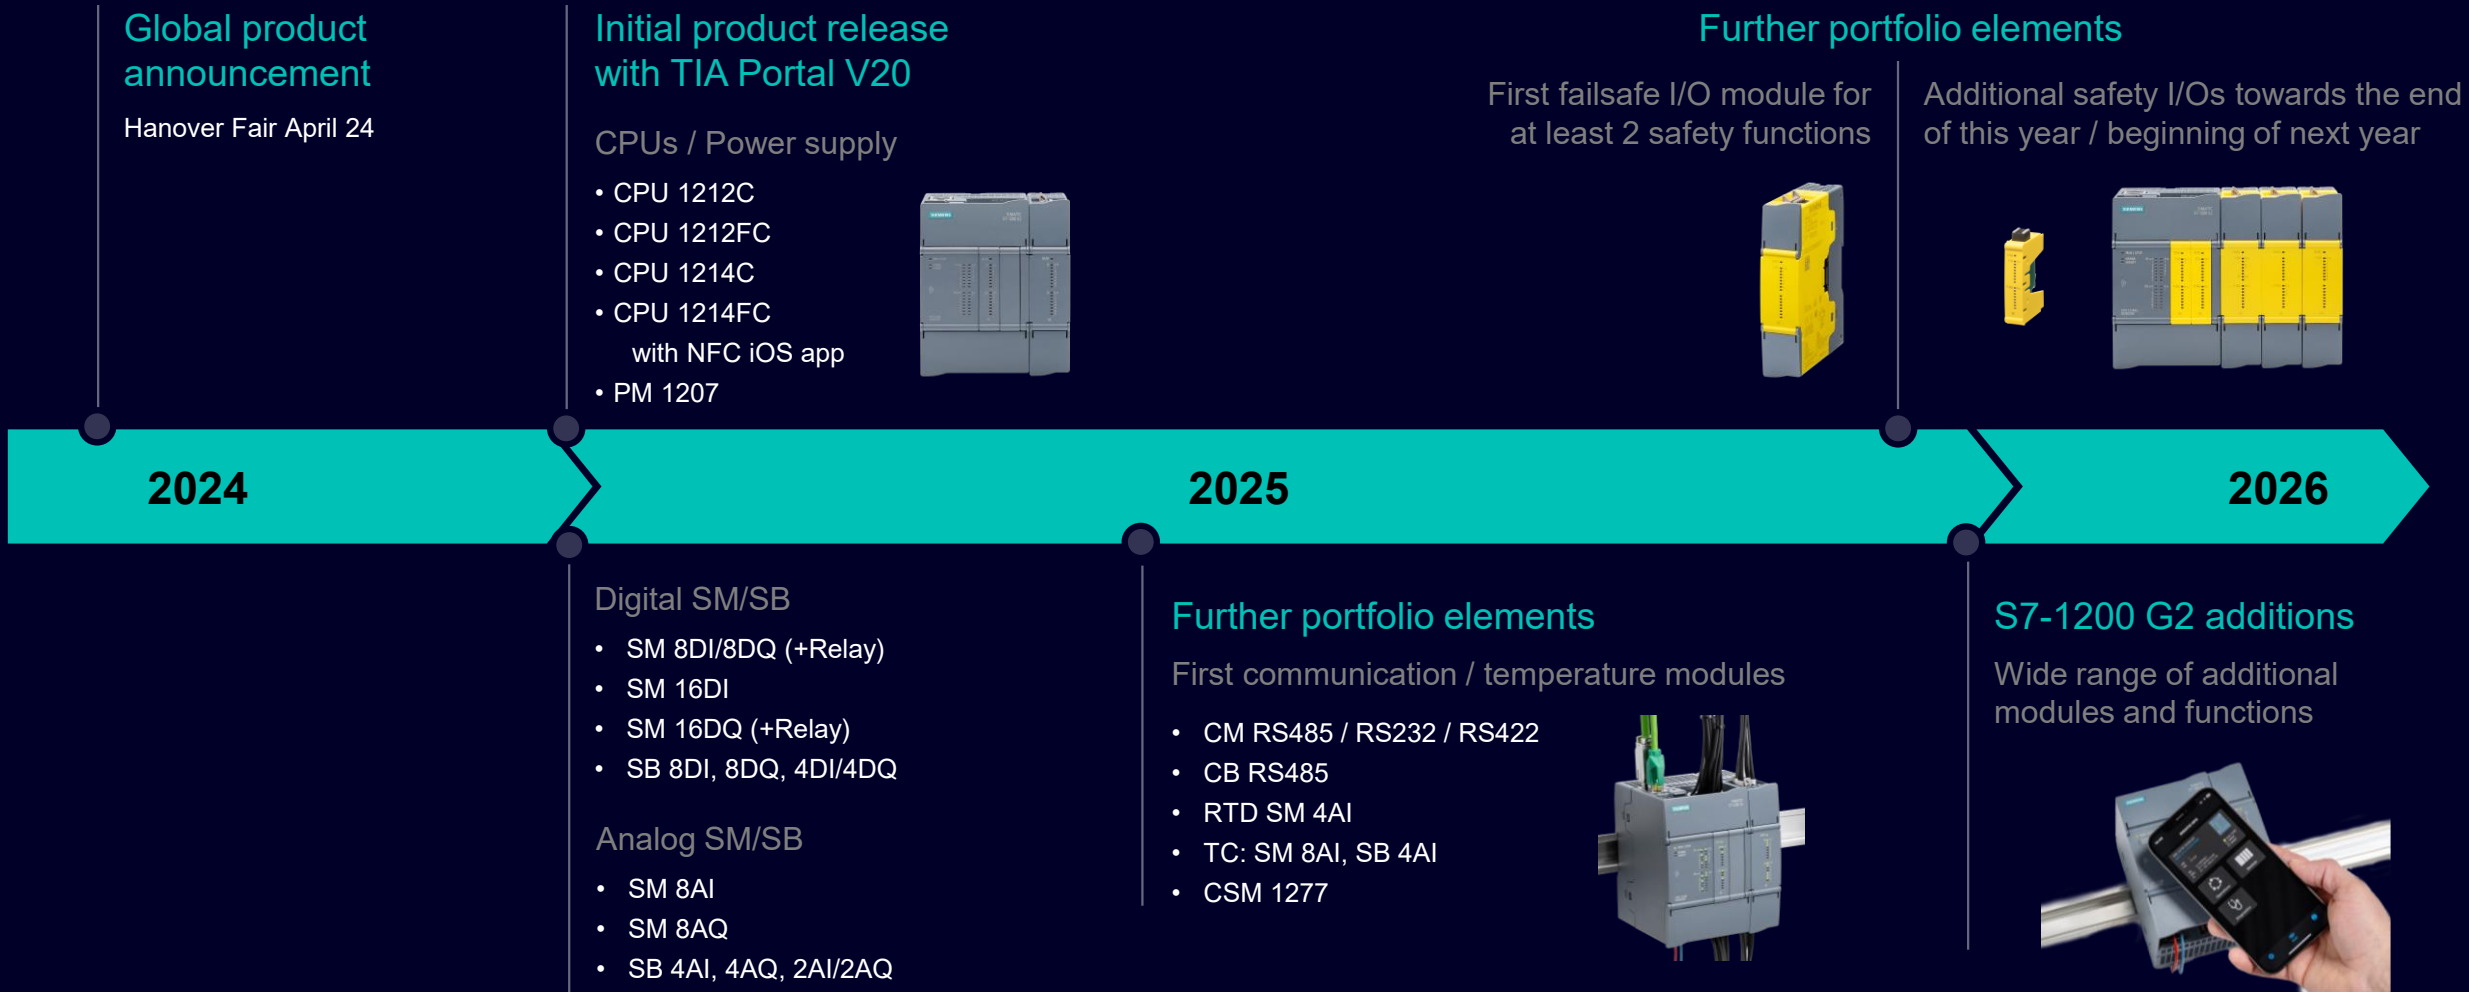 Global product
announcement
Hanover Fair April 24
Initial product release
with TIA Portal V20
CPUs / Power supply
• CPU 1212C
• CPU 1212FC
• CPU 1214C
• CPU 1214FC
with NFC iOS app
• PM 1207
Further portfolio elements
First failsafe I/O module for
at least 2 safety functions
Additional safety I/Os towards the end
of this year / beginning of next year
SIEMENS
SIEMENS
2024
2025
2026
Digital SM/SB
• SM 8DI/8DQ (+Relay)
• SM 16DI
• SM 16DQ (+Relay)
• SB 8DI, 8DQ, 4DI/4DQ
Analog SM/SB
• SM 8AI
• SM 8AQ
• SB 4AI, 4AQ, 2AI/2AQ
Further portfolio elements
First communication / temperature modules
• CM RS485 / RS232 / RS422
• CB RS485
• RTD SM 4AI
• TC: SM 8AI, SB 4AI
• CSM 1277
SIEMENS
S7-1200 G2 additions
Wide range of additional
modules and functions